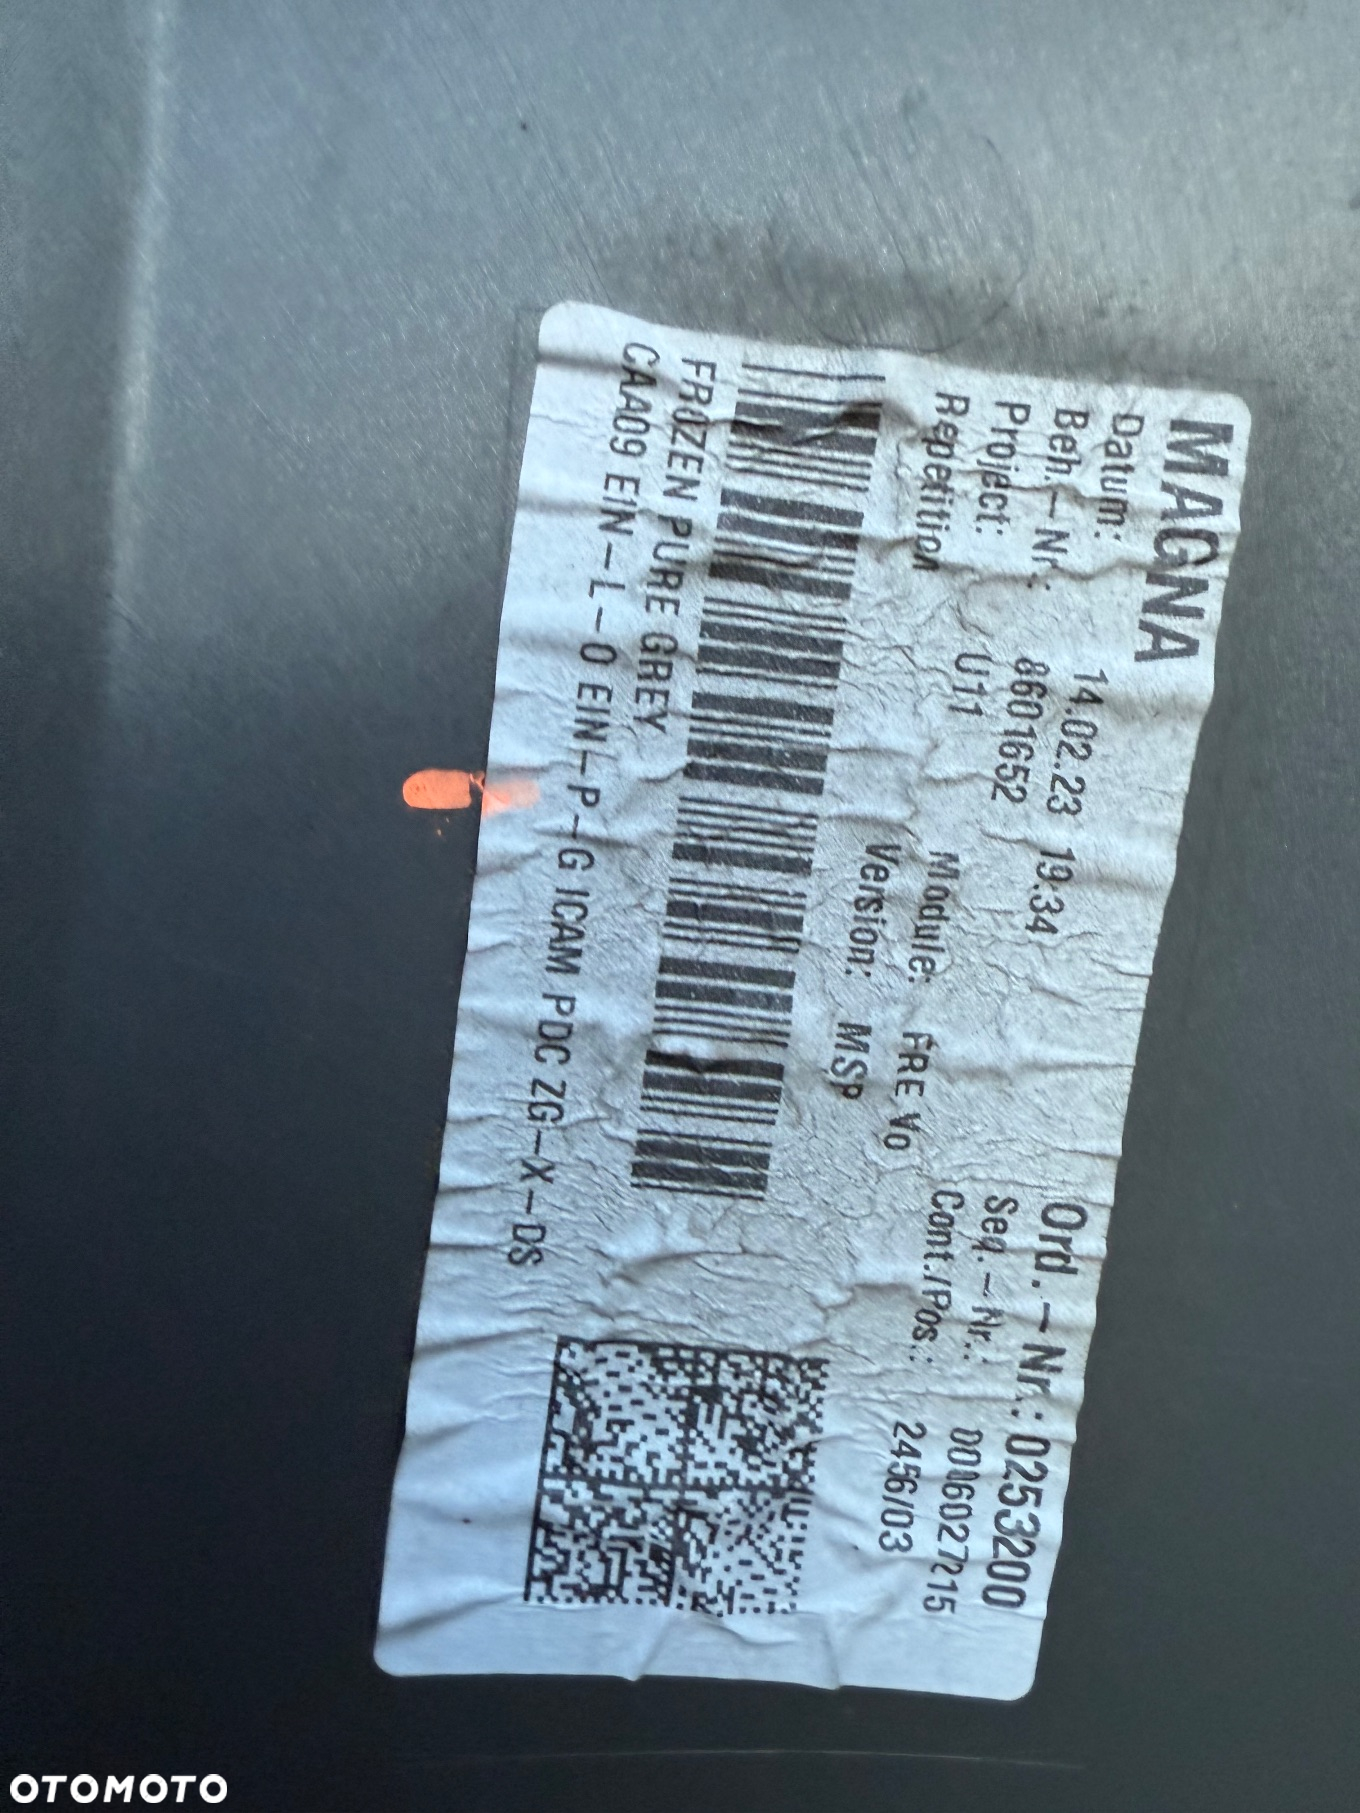 MAGNA
Ord.-Nr.: 0253200
Datum: 14.02.23 19:34
Seq.-Nr.: 0016027215
Beh.-Nr.: 8601652
Cont./Pos.: 2456/03
Project: U11
Module: FRE Vo
Repetition
Version: MSP
FROZEN PURE GREY
CAA09 EIN-L-O EIN-P-G ICAM PDC ZG-X-DS
OTOMOTO